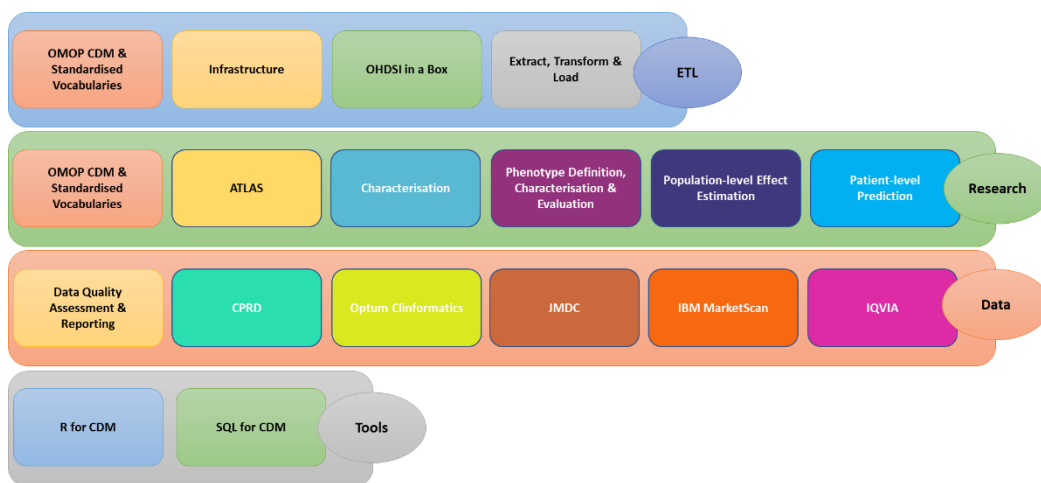 OMOP CDM &
Standardised
Vocabularies
Infrastructure
OHDSI in a Box
Extract, Transform &
Load
ETL
OMOP CDM &
Standardised
Vocabularies
ATLAS
Characterisation
Phenotype Definition,
Characterisation &
Evaluation
Population-level Effect
Estimation
Patient-level
Prediction
Research
Data Quality
Assessment &
Reporting
CPRD
Optum Clinformatics
JMDC
IBM MarketScan
IQVIA
Data
R for CDM
SQL for CDM
Tools